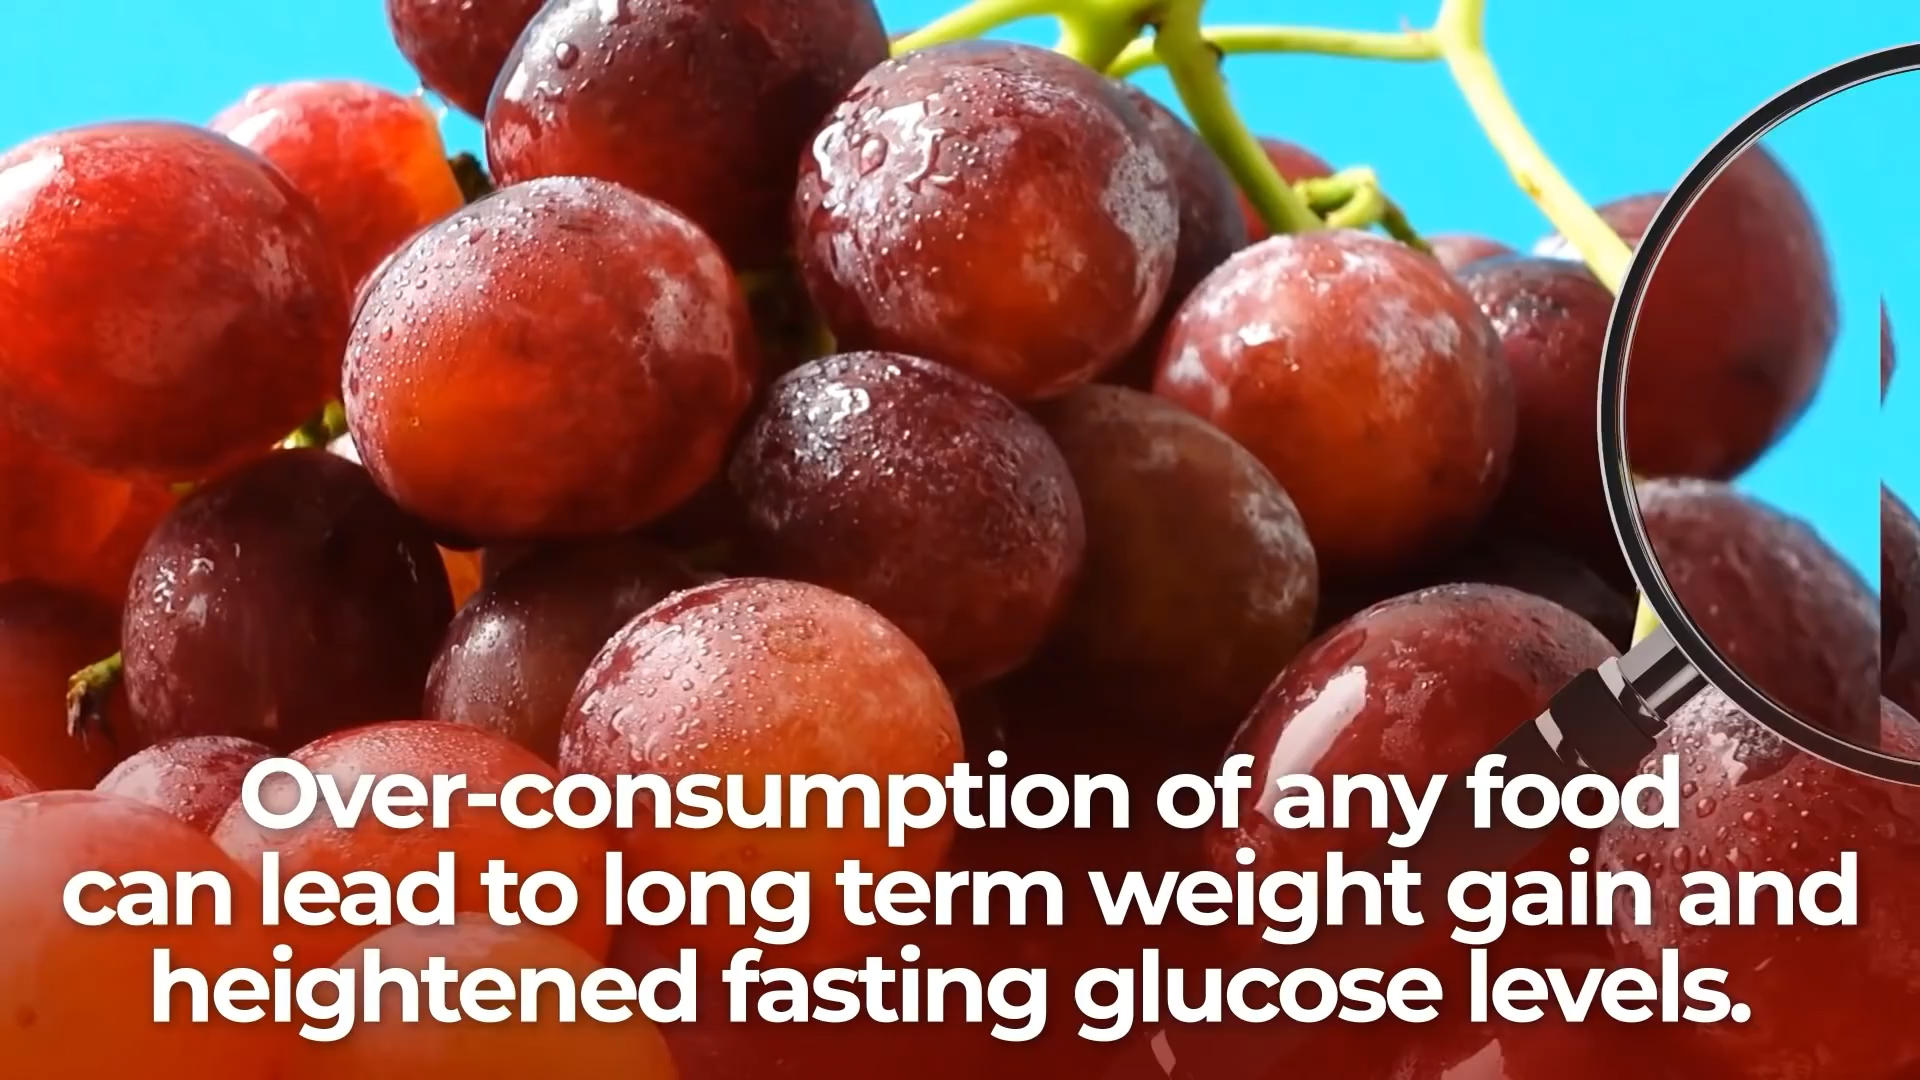 Over-consumption of any food
can lead to long term weight gain and
heightened fasting glucose levels.